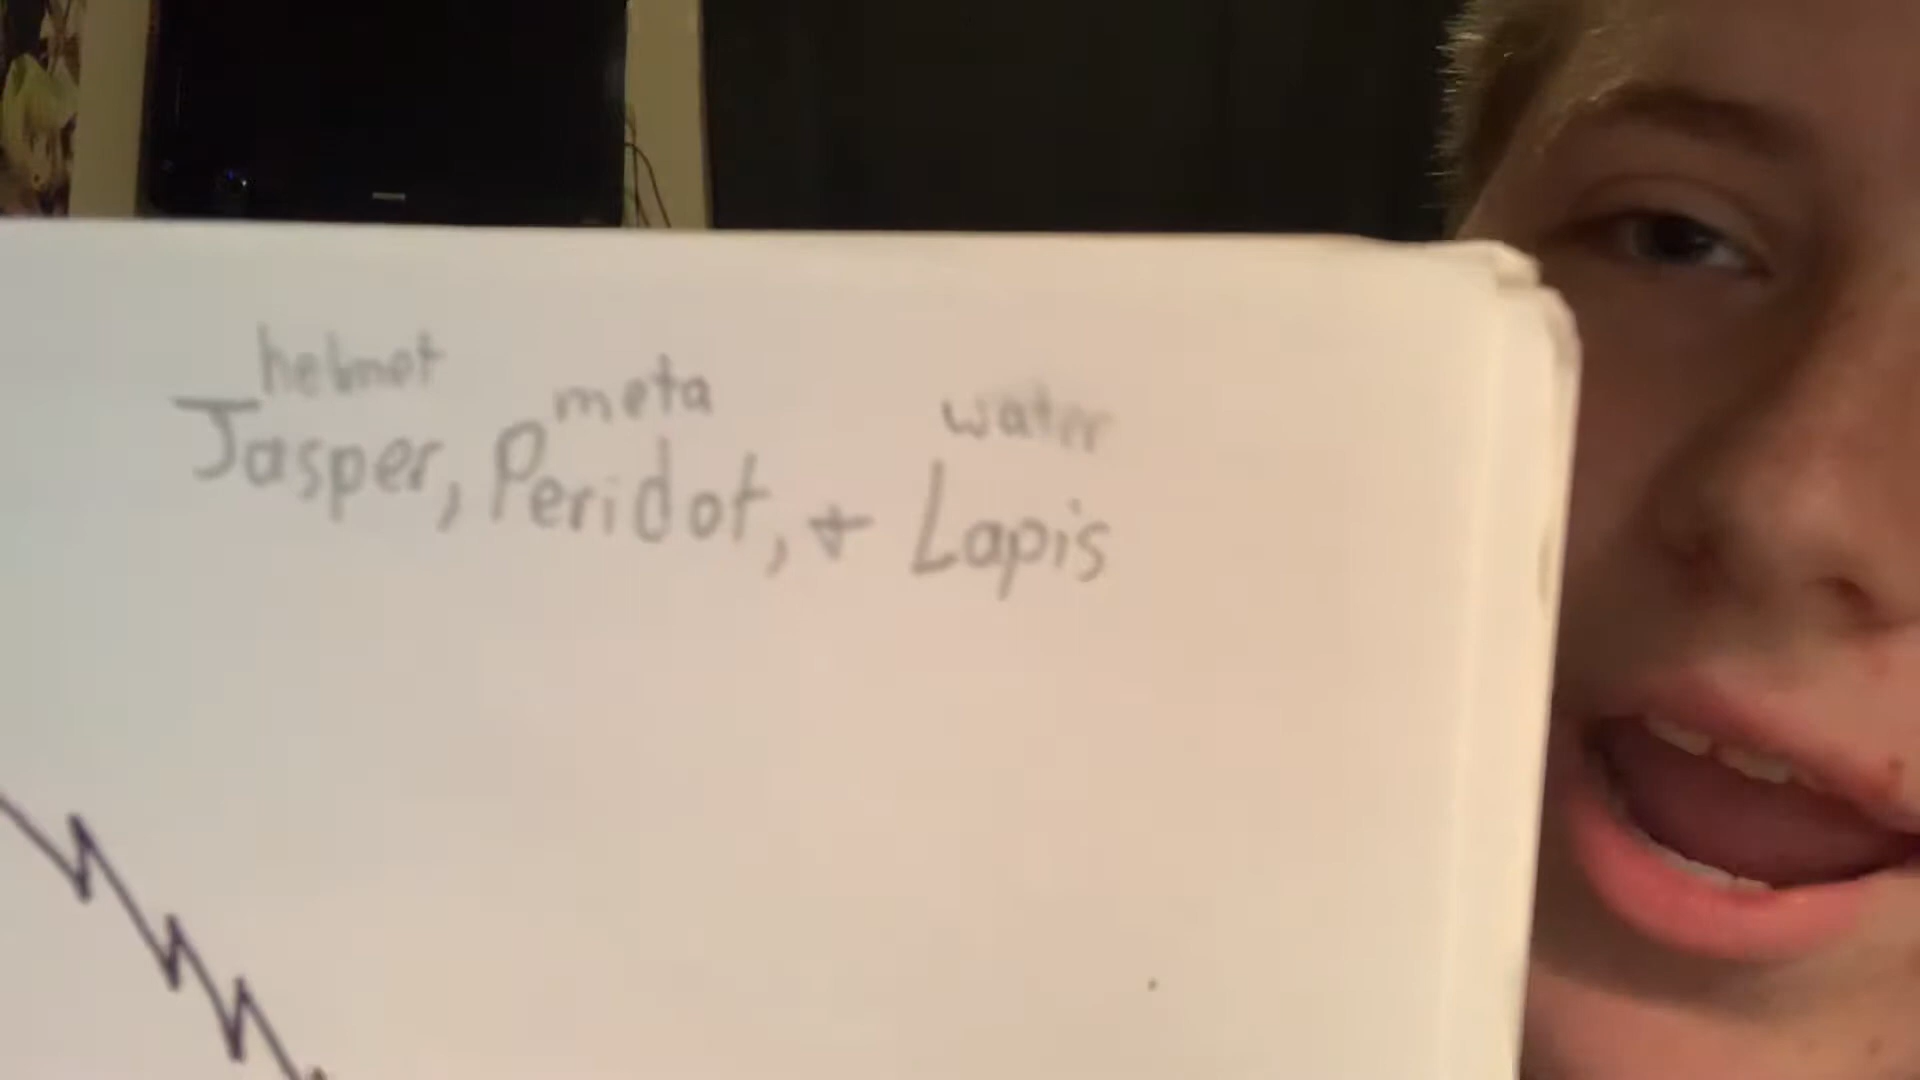 helmet meta water
Jasper, Peridot, + Lapis